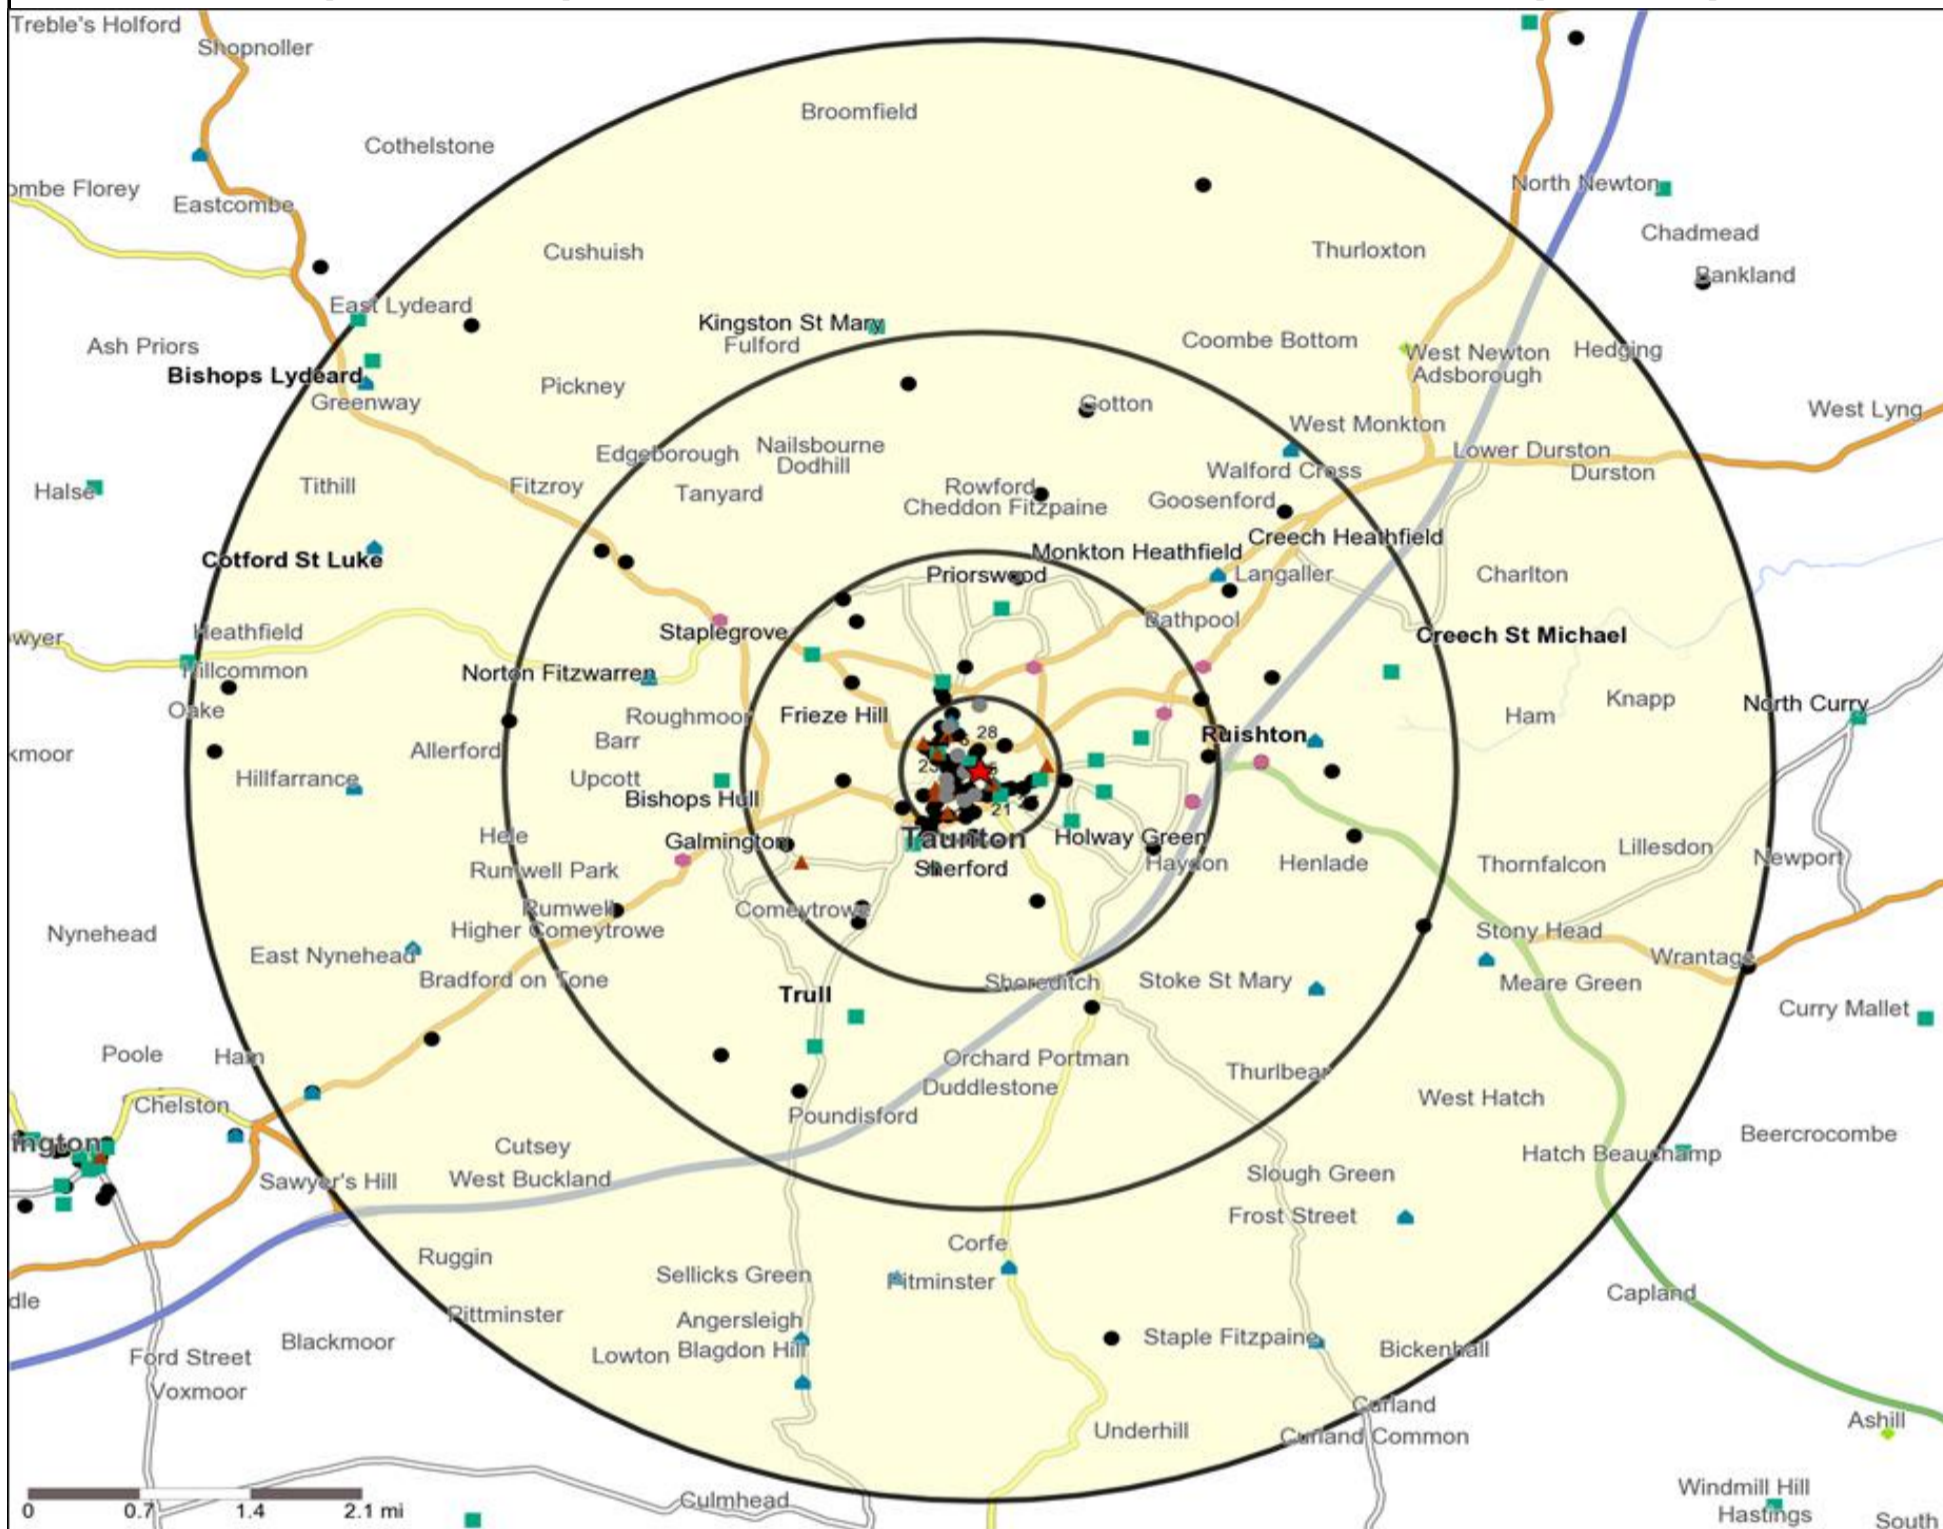 Treble's Holford
Shopnoller
Broomfield
Cothelstone
ombe Florey
North Newton
Eastcombe
Chadmead
Cushuish
Thurloxton
Bankland
East Lydeard
Kingston St Mary
Fulford
Coombe Bottom
Ash Priors
West Newton
Hedging
Bishops Lydeard
Adsborough
Pickney
Greenway
Gotton
West Lyng
West Monkton
Nailsbourne
Edgeborough
Dodhill
Lower Durston
Walford Cross
Durston
Halse
Tithill
Fitzroy
Tanyard
Rowford
Cheddon Fitzpaine
Goosenford
Creech Heathfield
Monkton Heathfield
Cotford St Luke
Priorswood
Langaller
Charlton
Bathpool
wyer
Heathfield
Staplegrove
Creech St Michael
Hillcommon
Norton Fitzwarren
Knapp
North Curry
Oake
Roughmoor
Frieze Hill
Ham
28
Ruishton
kmoor
Allerford
Barr
23
Hillfarrance
Upcott
Bishops Hull
21
Hele
Galmington
Taunton
Holway Green
Lillesdon
Newport
Rumwell Park
Sherford
Haydon
Henlade
Thornfalcon
Rumwell
Comeytrowe
Nynehead
Higher Comeytrowe
Stony Head
East Nynehead
Wrantage
Bradford on Tone
Trull
Shoreditch
Stoke St Mary
Meare Green
Curry Mallet
Poole
Ham
Orchard Portman
Thurlbear
Duddlestone
West Hatch
Chelston
Poundisford
ington
Cutsey
Beercrocombe
Hatch Beauchamp
Sawyer's Hill
West Buckland
Slough Green
Frost Street
Corfe
Ruggin
Sellicks Green
Pitminster
dle
Capland
Pittminster
Angersleigh
Blackmoor
Staple Fitzpaine
Ford Street
Lowton
Blagdon Hill
Bickenhall
Voxmoor
Curland
Underhill
Curland Common
Ashill
Windmill Hill
Culmhead
0 0.7 1.4 2.1 mi
Hastings
South